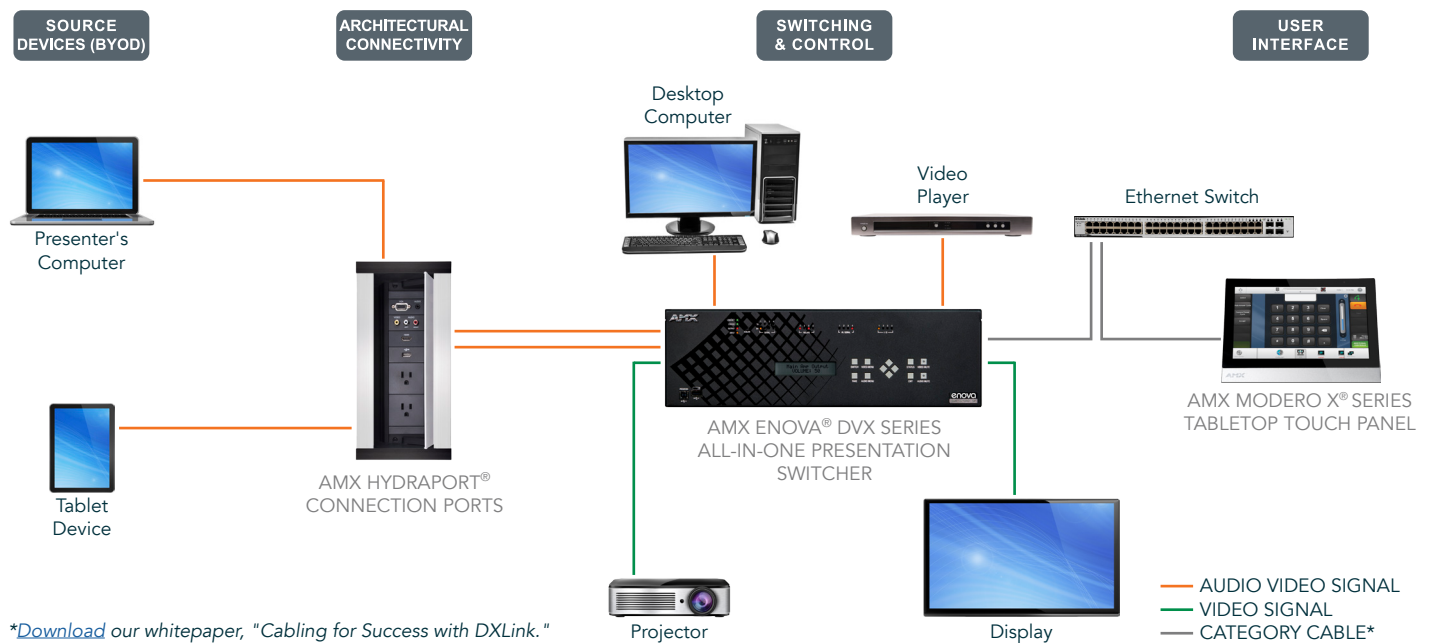 SOURCE
DEVICES (BYOD)
ARCHITECTURAL
CONNECTIVITY
SWITCHING
& CONTROL
USER
INTERFACE
Desktop
Computer
Video
Player
Ethernet Switch
Presenter's
Computer
AMX
enova
AMX
AMX MODERO X® SERIES
TABLETOP TOUCH PANEL
AMX ENOVA® DVX SERIES
ALL-IN-ONE PRESENTATION
SWITCHER
AMX HYDRAPORT®
CONNECTION PORTS
Tablet
Device
AUDIO VIDEO SIGNAL
VIDEO SIGNAL
CATEGORY CABLE*
*Download our whitepaper, "Cabling for Success with DXLink."
Projector
Display